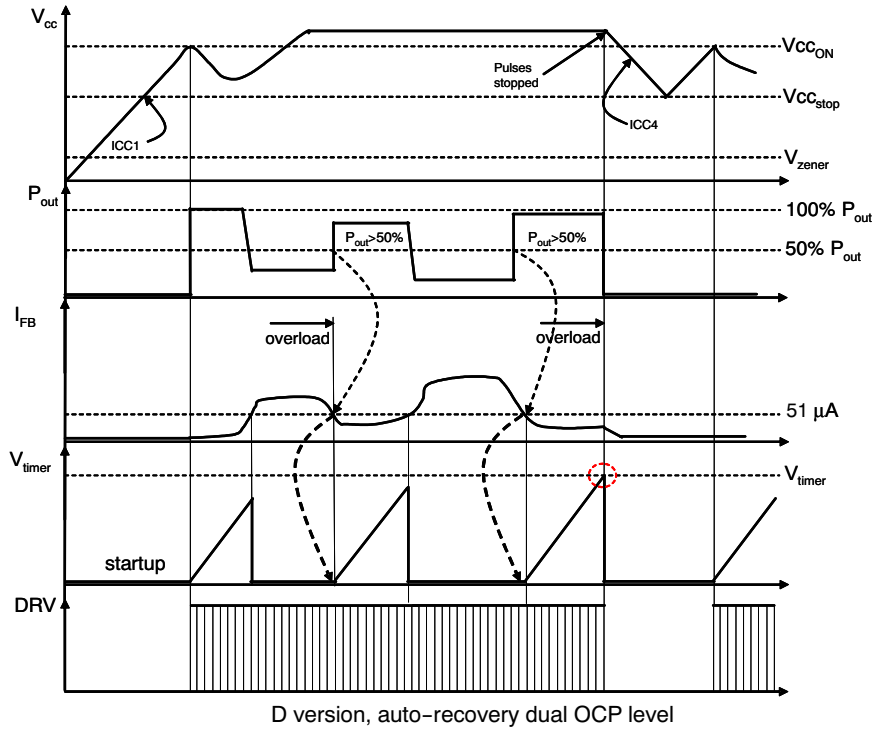 Vcc
VccON
Pulses
stopped
VCCstop
ICC1
ICC4
Vzener
Pout
100% Pout
Pout>50%
Pout>50%
50% Pout
IFB
overload
overload
51 µA
Vtimer
Vtimer
startup
DRV
D version, auto-recovery dual OCP level